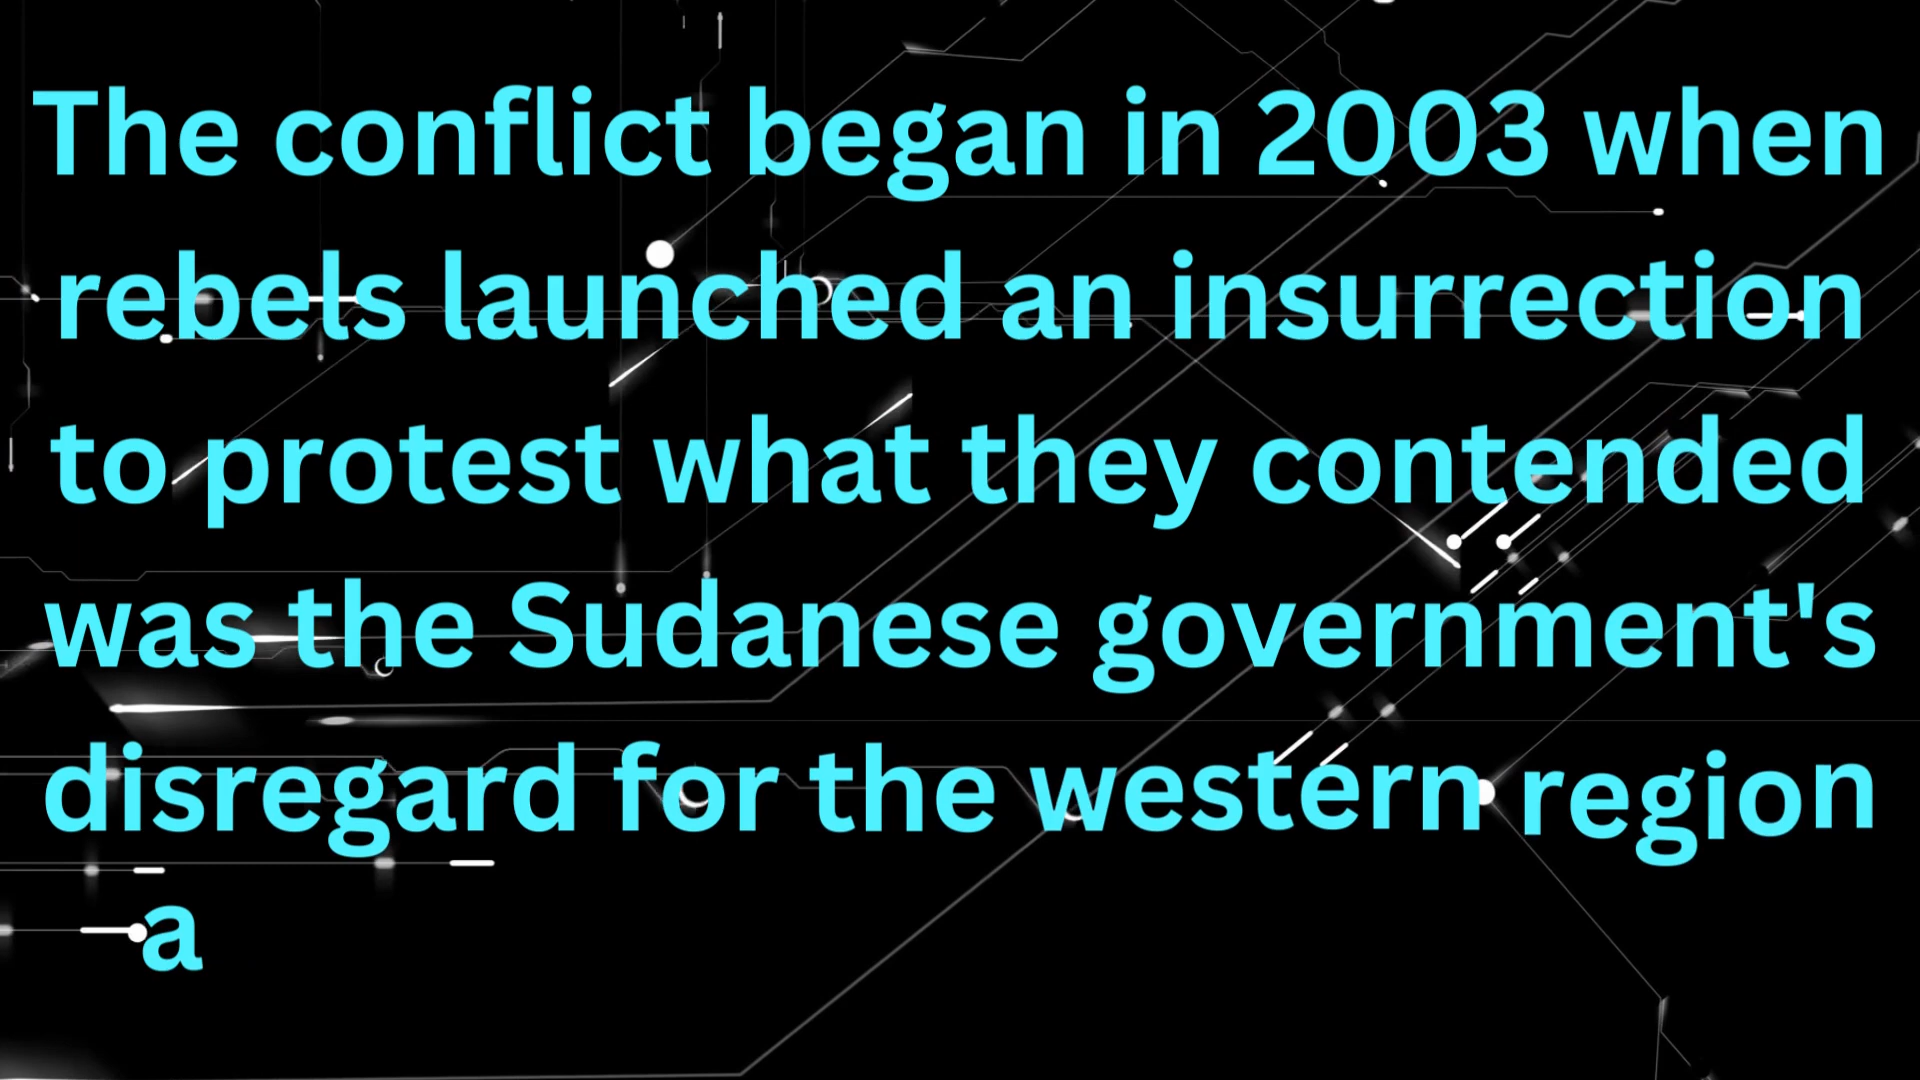 The conflict began in 2003 when
rebels launched an insurrection
to protest what they contended
was the Sudanese government's
disregard for the western region
a